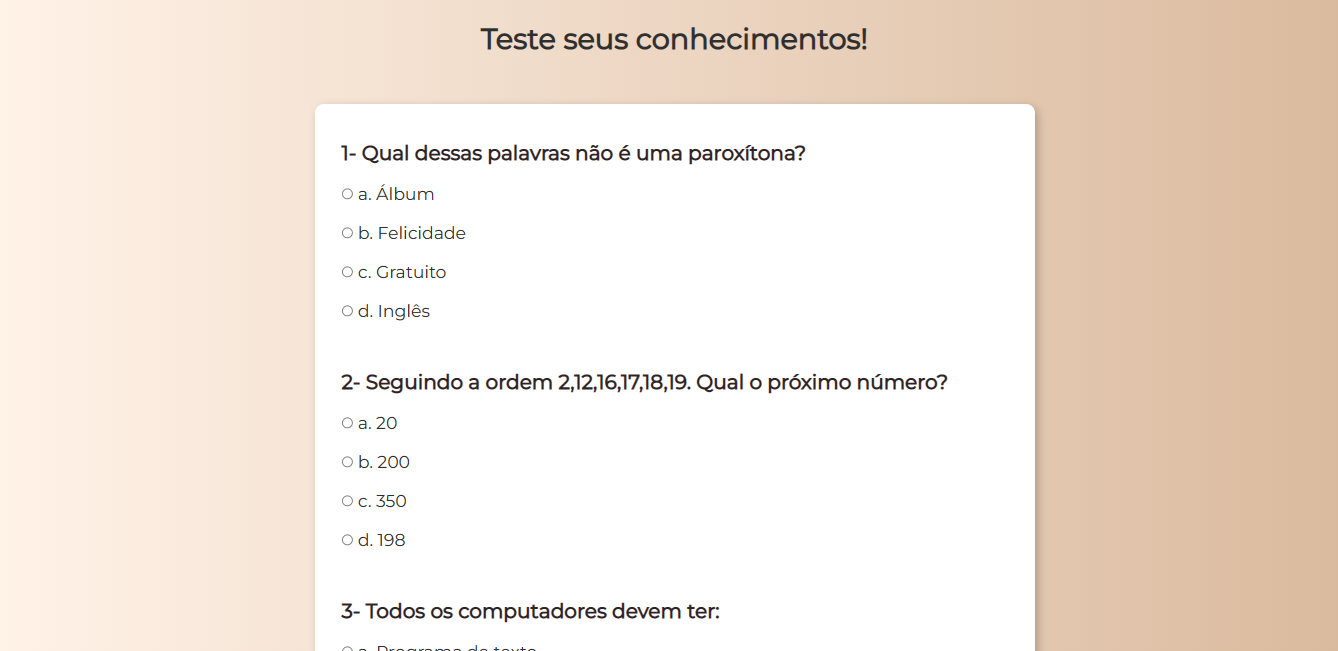 Teste seus conhecimentos!
1- Qual dessas palavras não é uma paroxítona?
a. Álbum
b. Felicidade
c. Gratuito
d. Inglês
2- Seguindo a ordem 2,12,16,17,18,19. Qual o próximo número?
a. 20
b. 200
c. 350
d. 198
3- Todos os computadores devem ter:
a. Programa de texto